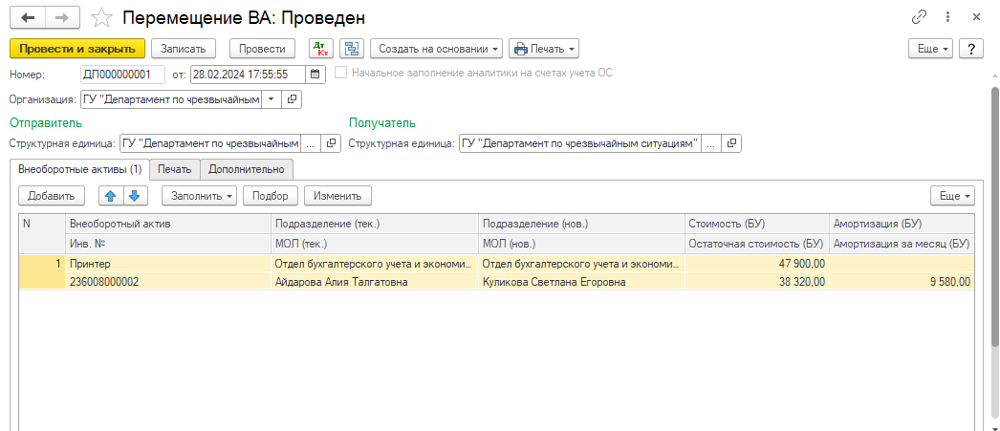 Перемещение ВА: Проведен
Провести и закрыть Записать Провести Дт Кт Создать на основании Печать Еще ?
Номер: ДП000000001 от: 28.02.2024 17:55:55 Начальное заполнение аналитики на счетах учета ОС
Организация: ГУ "Департамент по чрезвычайным
Отправитель Получатель
Структурная единица: ГУ "Департамент по чрезвычайным ... Структурная единица: ГУ "Департамент по чрезвычайным ситуациям" ...
Внеоборотные активы (1) Печать Дополнительно
Добавить Заполнить Подбор Изменить Еще
N Внеоборотный актив Подразделение (тек.) Подразделение (нов.) Стоимость (БУ) Амортизация (БУ)
Инв. № МОЛ (тек.) МОЛ (нов.) Остаточная стоимость (БУ) Амортизация за месяц (БУ)
1 Принтер Отдел бухгалтерского учета и экономи... Отдел бухгалтерского учета и экономи... 47 900,00
236008000002 Айдарова Алия Талгатовна Куликова Светлана Егоровна 38 320,00 9 580,00